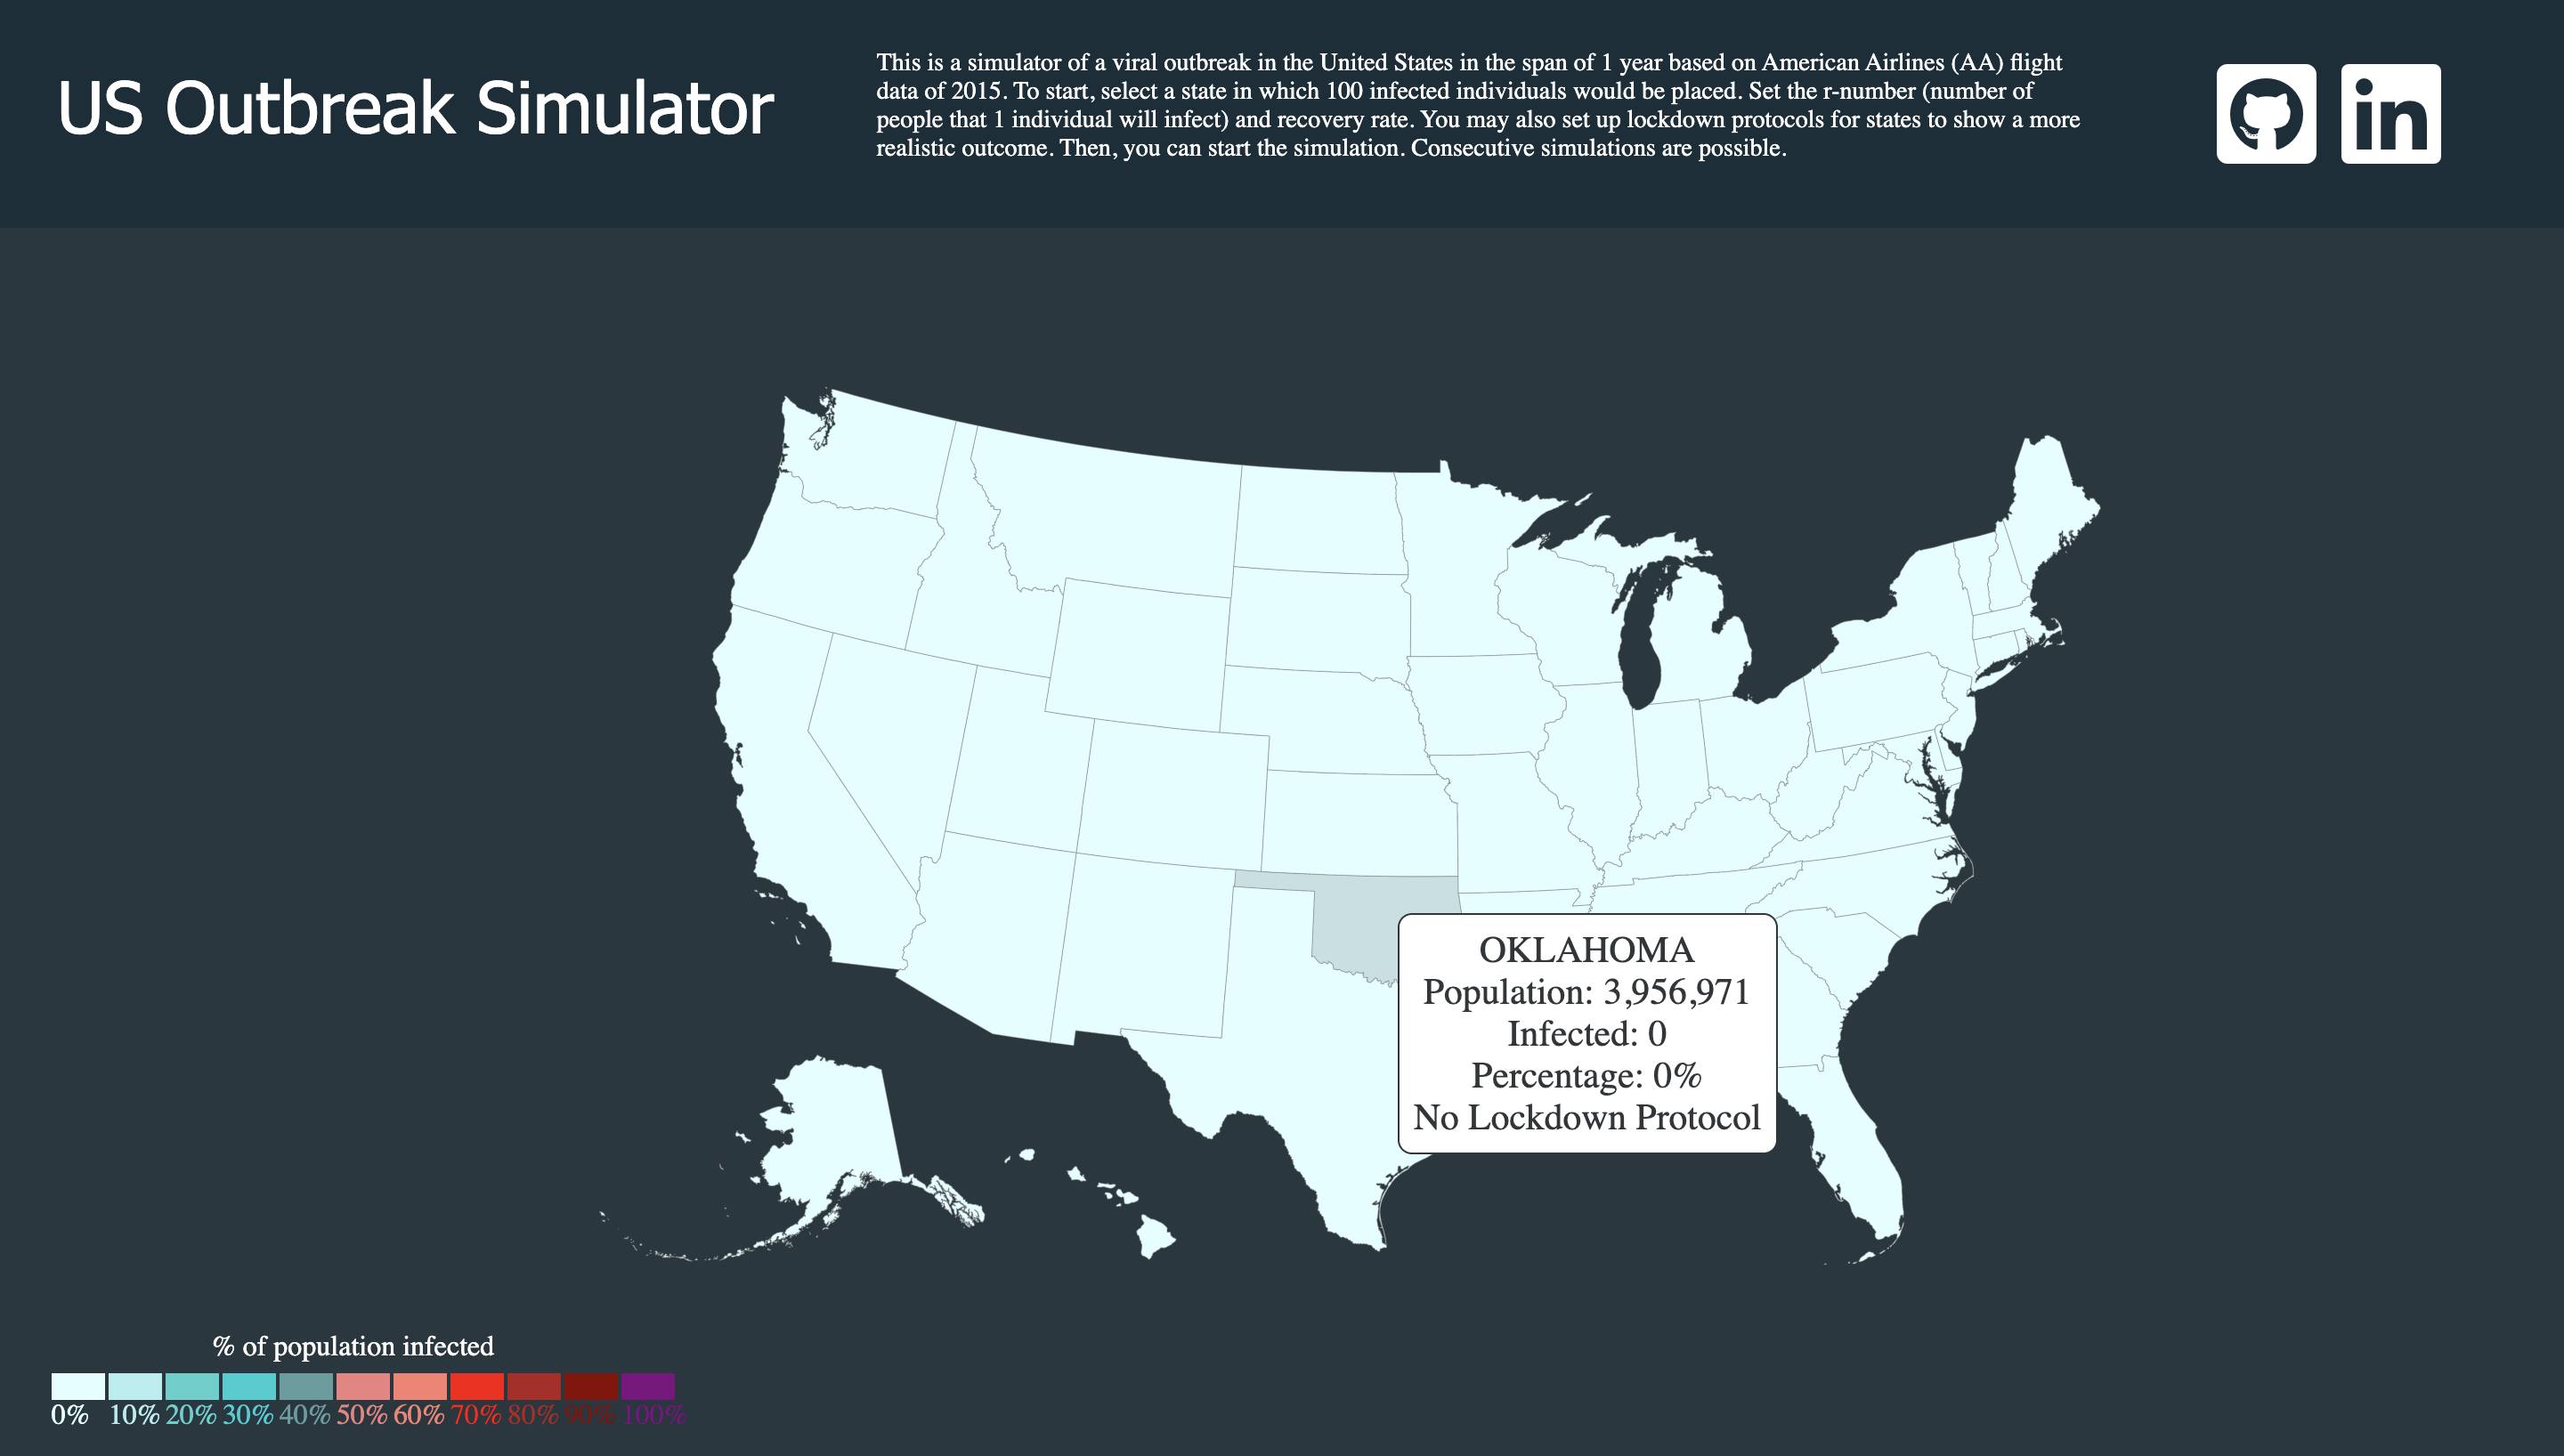 US Outbreak Simulator
This is a simulator of a viral outbreak in the United States in the span of 1 year based on American Airlines (AA) flight
data of 2015. To start, select a state in which 100 infected individuals would be placed. Set the r-number (number of
people that 1 individual will infect) and recovery rate. You may also set up lockdown protocols for states to show a more
realistic outcome. Then, you can start the simulation. Consecutive simulations are possible.
in
OKLAHOMA
Population: 3,956,971
Infected: 0
Percentage: 0%
No Lockdown Protocol
% of population infected
0% 10% 20% 30% 40% 50% 60% 70% 80% 90% 100%